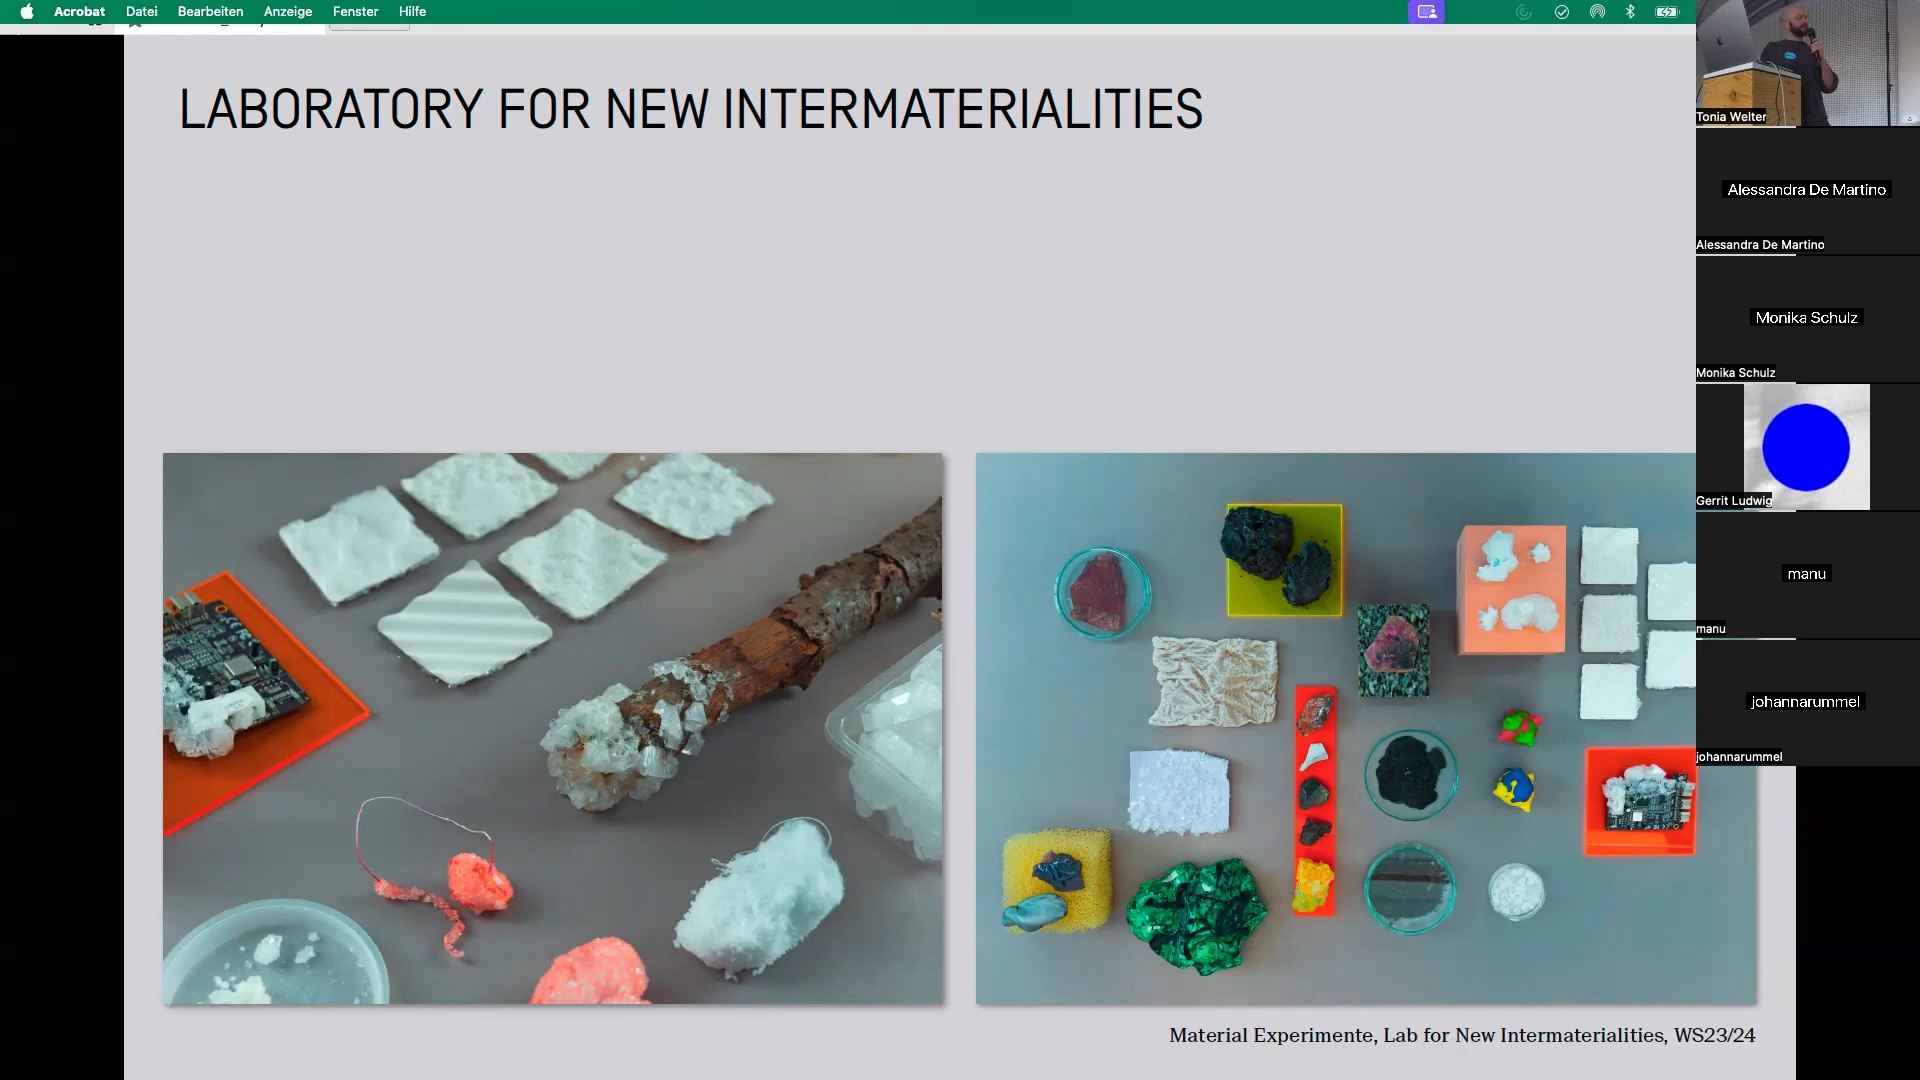 Acrobat Datei Bearbeiten Anzeige Fenster Hilfe
LABORATORY FOR NEW INTERMATERIALITIES
Material Experimente, Lab for New Intermaterialities, WS23/24
Tonia Welter
Alessandra De Martino
Alessandra De Martino
Monika Schulz
Monika Schulz
Gerrit Ludwig
manu
manu
johannarummel
johannarummel